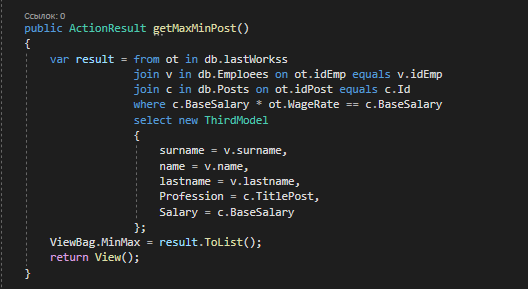 Ссылок: 0
public ActionResult getMaxMinPost()
{
var result = from ot in db.lastWorkss
join v in db.Emploees on ot.idEmp equals v.idEmp
join c in db.Posts on ot.idPost equals c.Id
where c.BaseSalary * ot.WageRate == c.BaseSalary
select new ThirdModel
{
surname = v.surname,
name = v.name,
lastname = v.lastname,
Profession = c.TitlePost,
Salary = c.BaseSalary
};
ViewBag.MinMax = result.ToList();
return View();
}